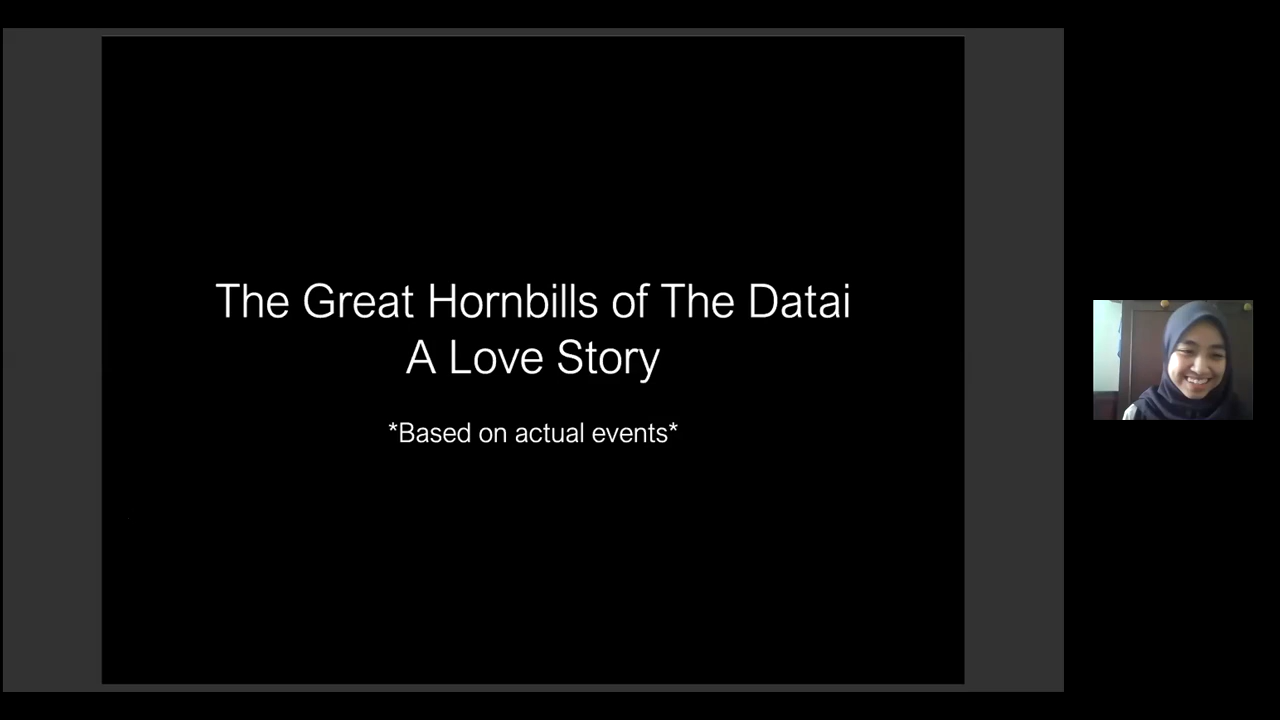 The Great Hornbills of The Datai
A Love Story
*Based on actual events*